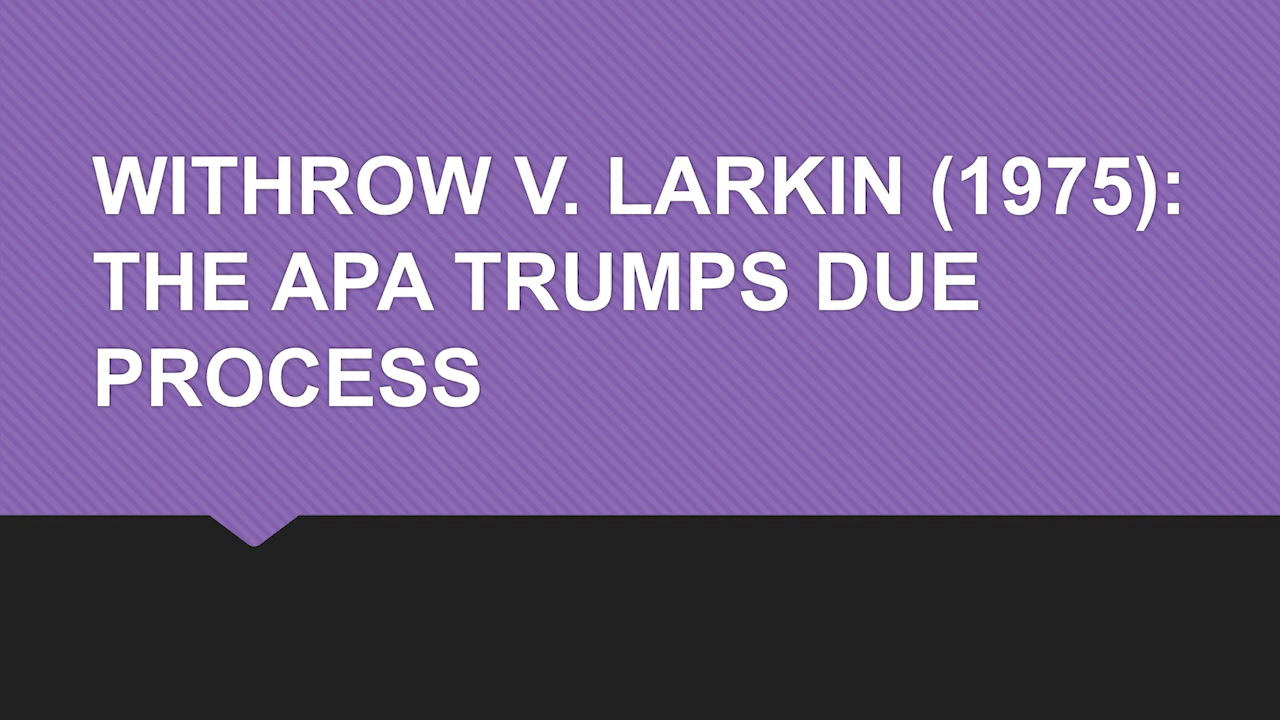 WITHROW V. LARKIN (1975):
THE APA TRUMPS DUE
PROCESS